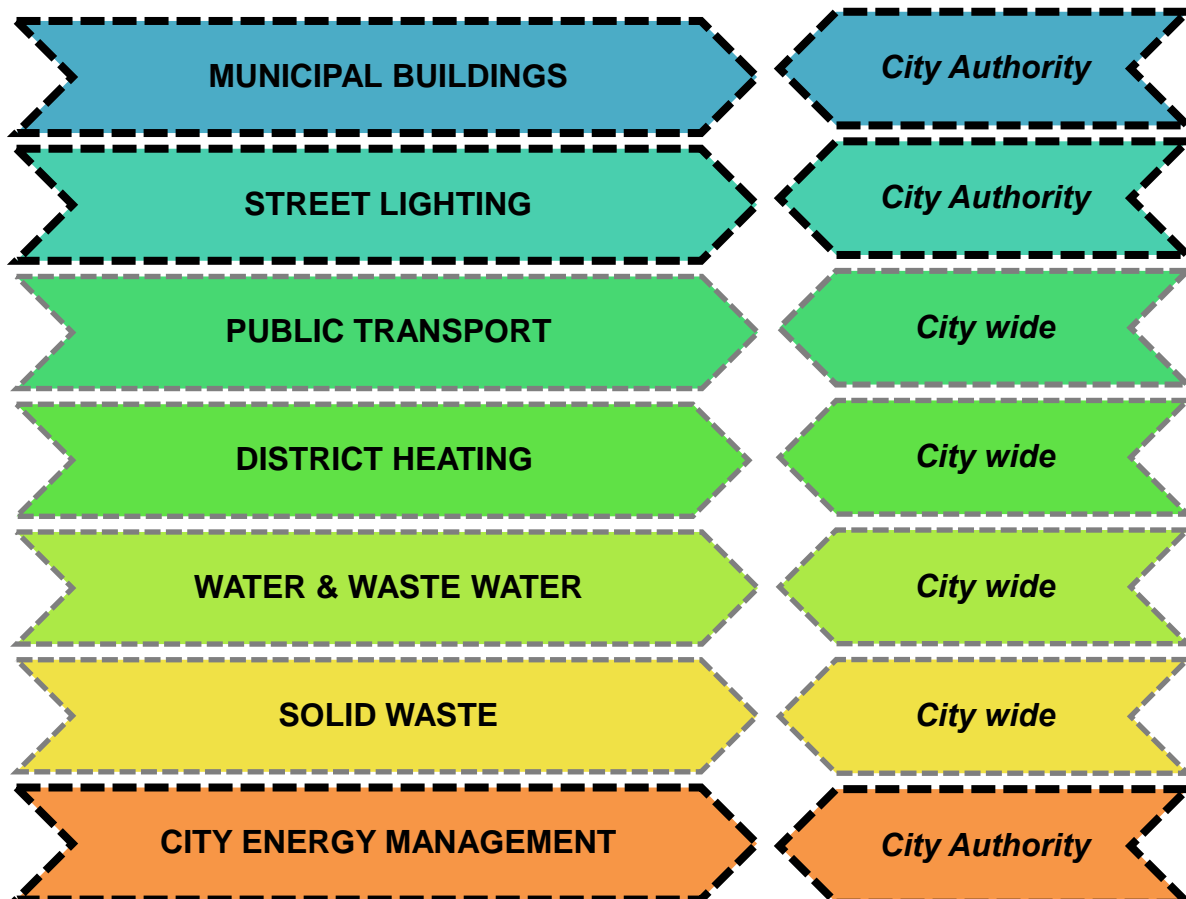 MUNICIPAL BUILDINGS
City Authority
STREET LIGHTING
City Authority
PUBLIC TRANSPORT
City wide
DISTRICT HEATING
City wide
WATER & WASTE WATER
City wide
SOLID WASTE
City wide
CITY ENERGY MANAGEMENT
City Authority